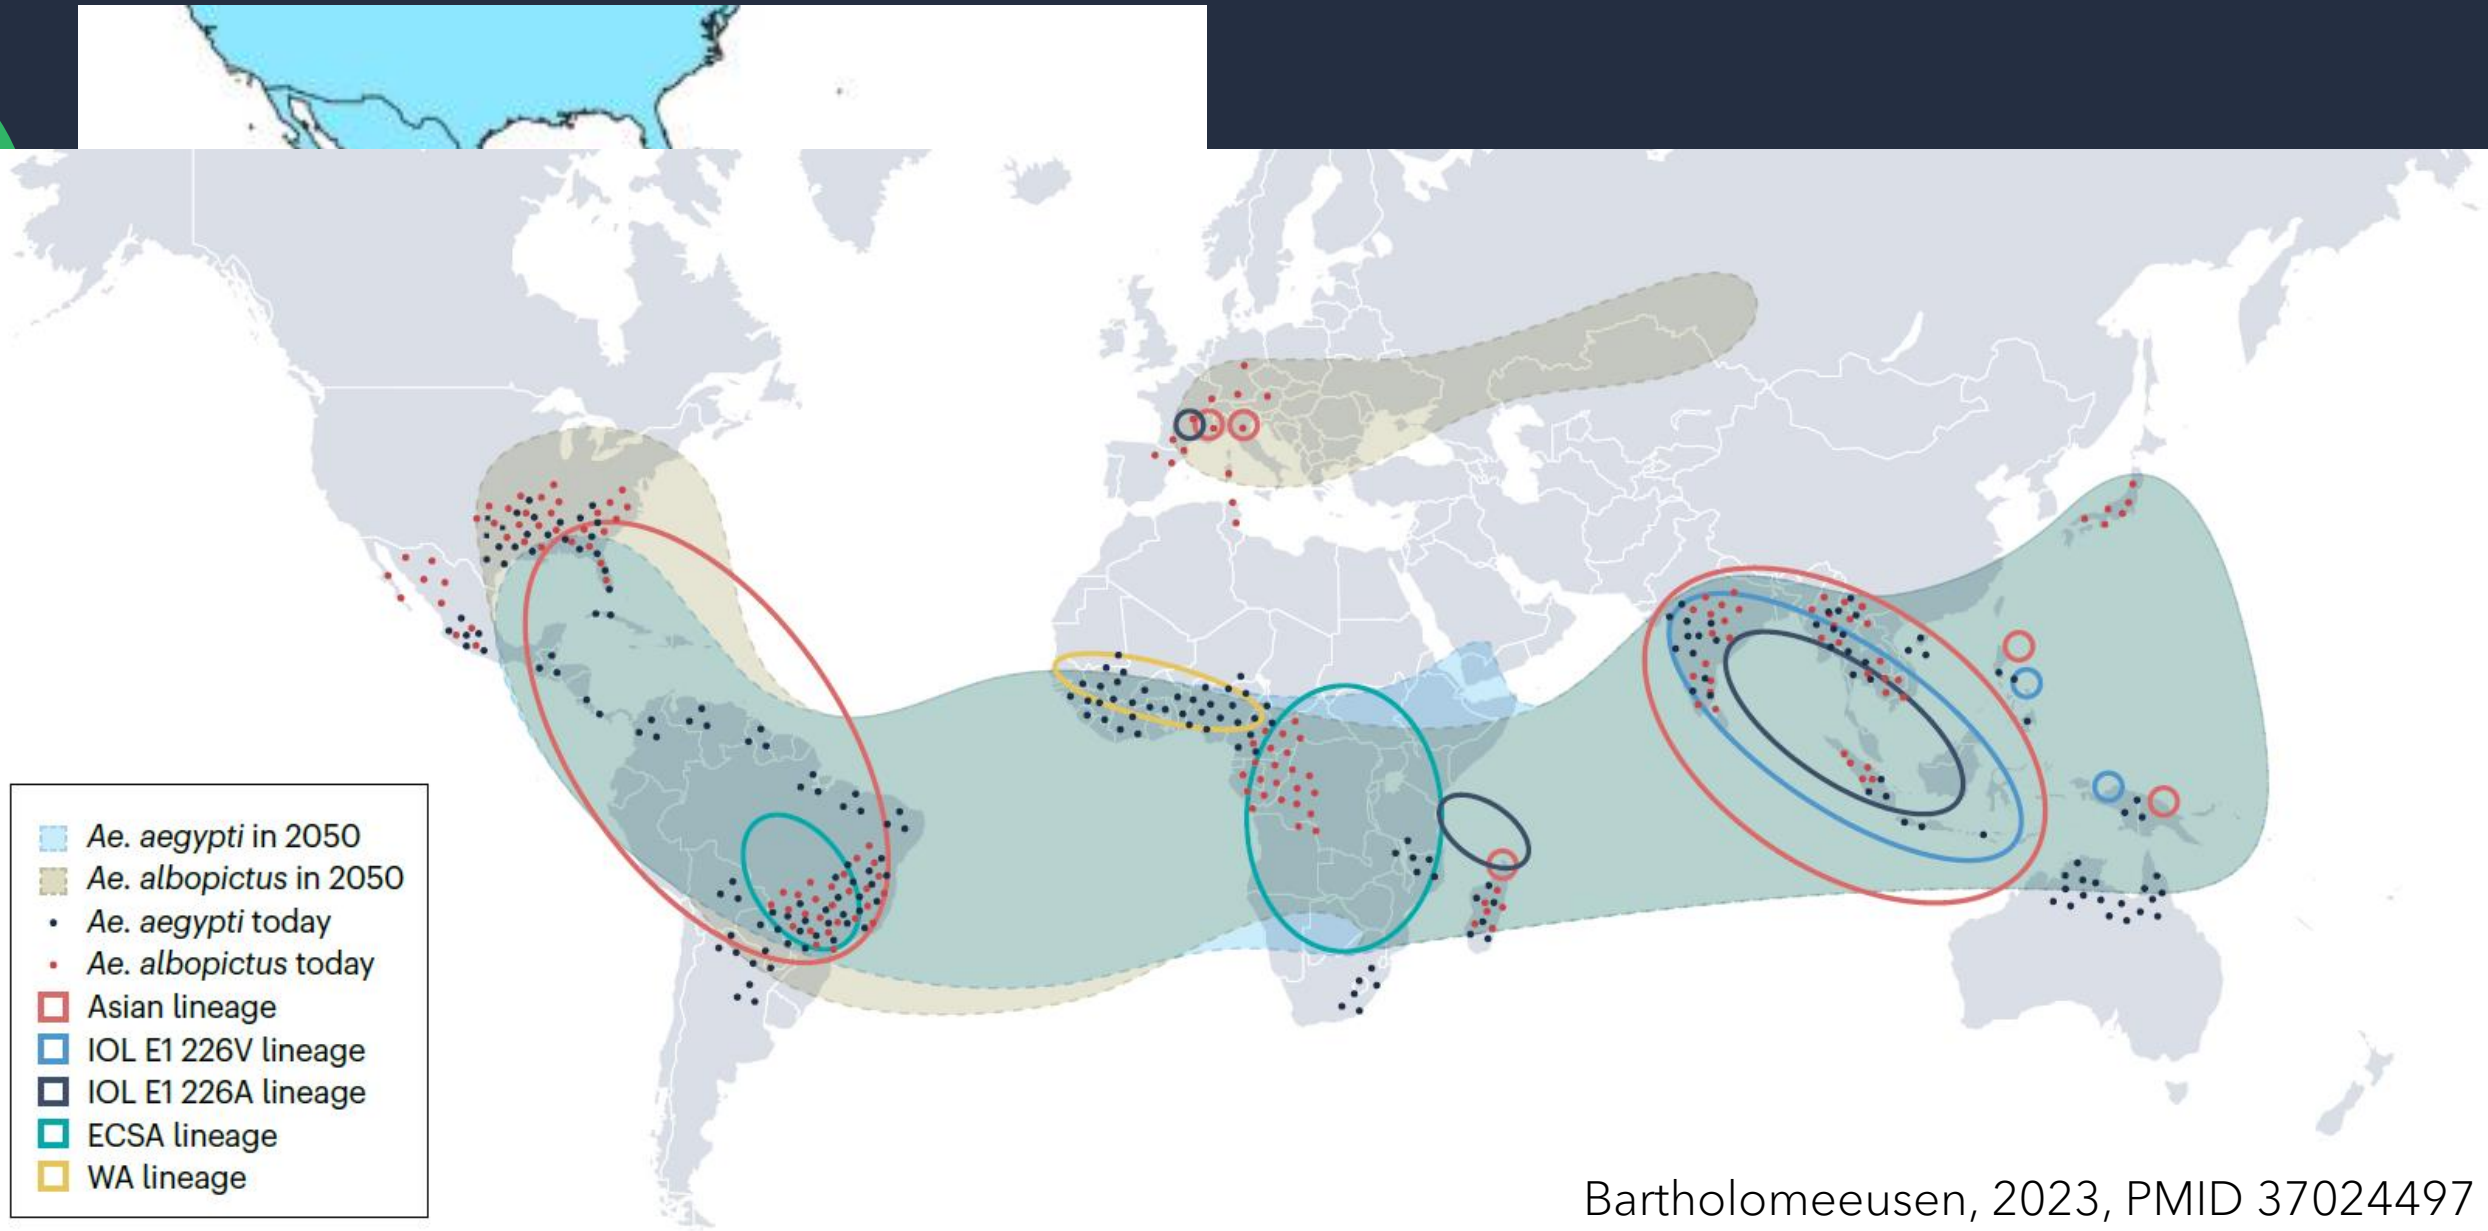 Ae. aegypti in 2050
Ae. albopictus in 2050
Ae. aegypti today
Ae. albopictus today
Asian lineage
IOL E1 226V lineage
IOL E1 226A lineage
ECSA lineage
WA lineage
Bartholomeeusen, 2023, PMID 37024497